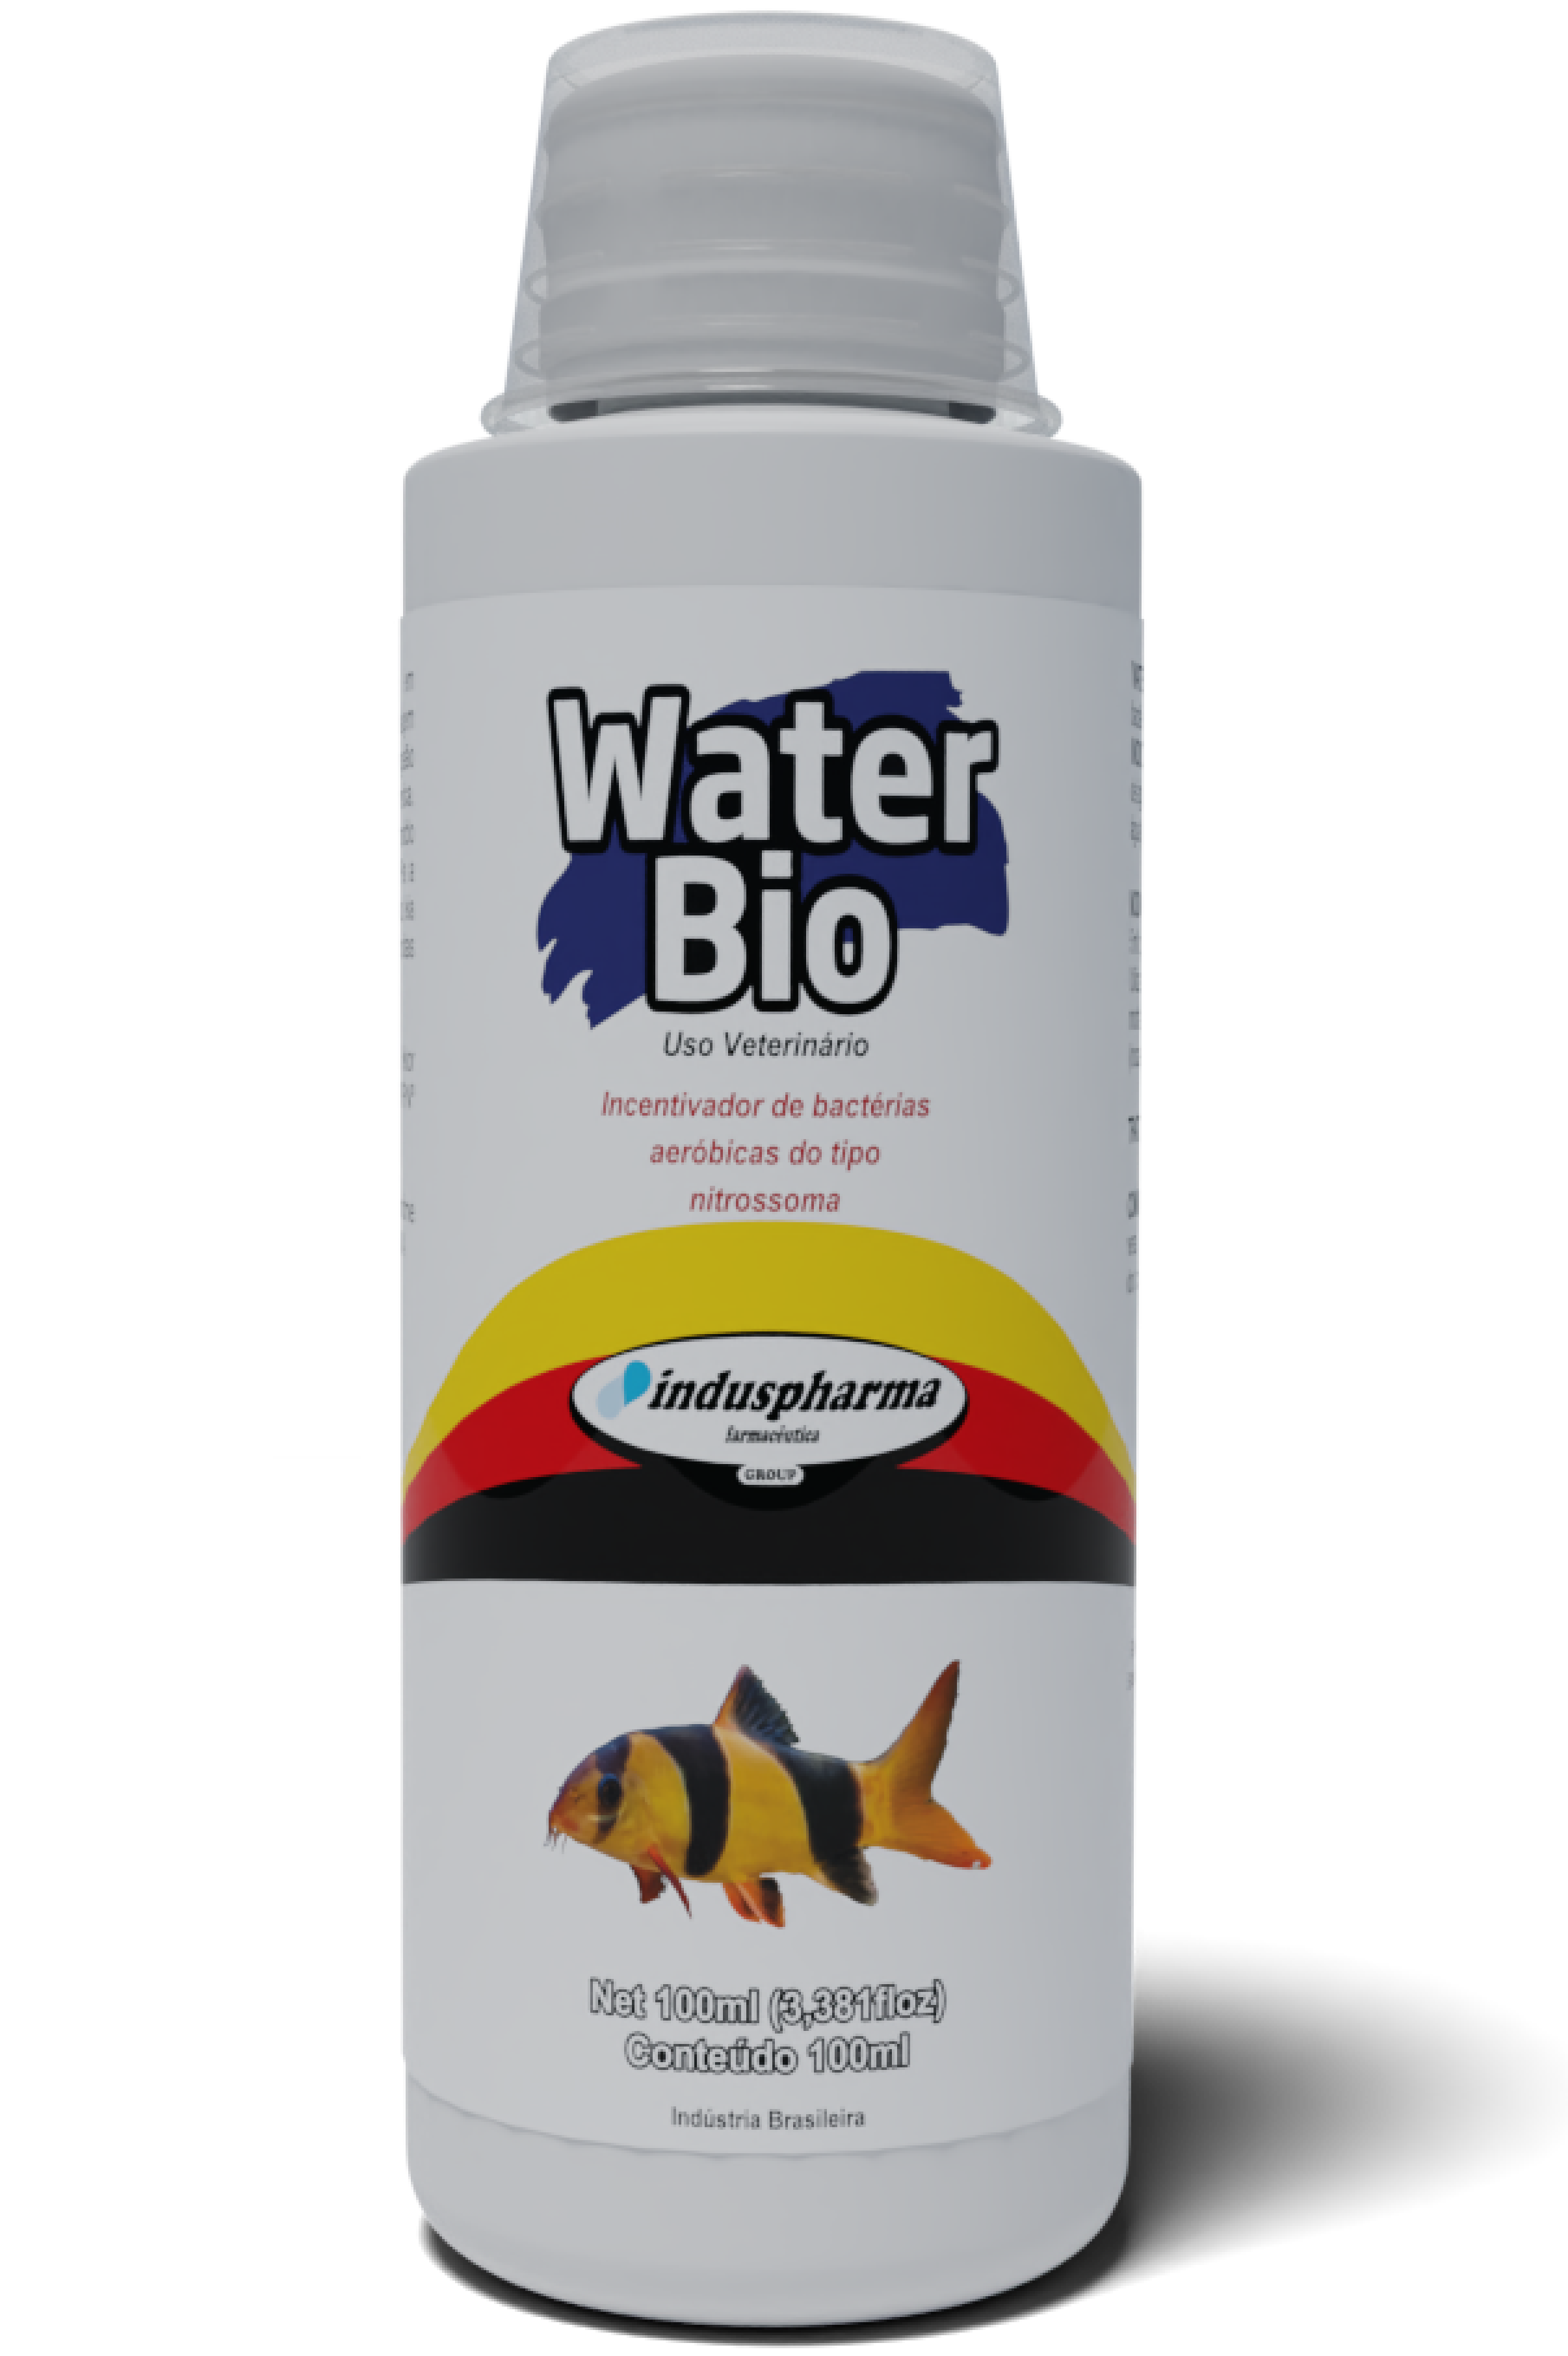 Water
Bio
Uso Veterinário
Incentivador de bactérias
aeróbicas do tipo
nitrossoma
induspharma
farmacêutica
GROUP
Net 100ml (3,381floz)
Conteúdo 100ml
Indústria Brasileira